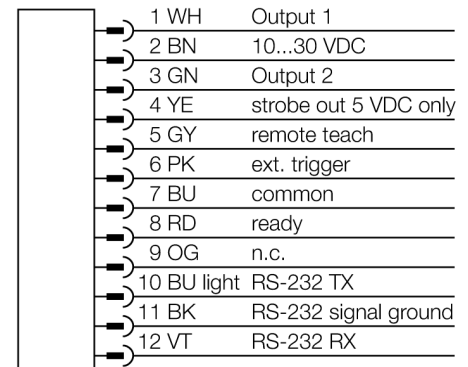 1 WH Output 1
2 BN 10...30 VDC
3 GN Output 2
4 YE strobe out 5 VDC only
5 GY remote teach
6 PK ext. trigger
7 BU common
8 RD ready
9 OG n.c.
10 BU light RS-232 TX
11 BK RS-232 signal ground
12 VT RS-232 RX